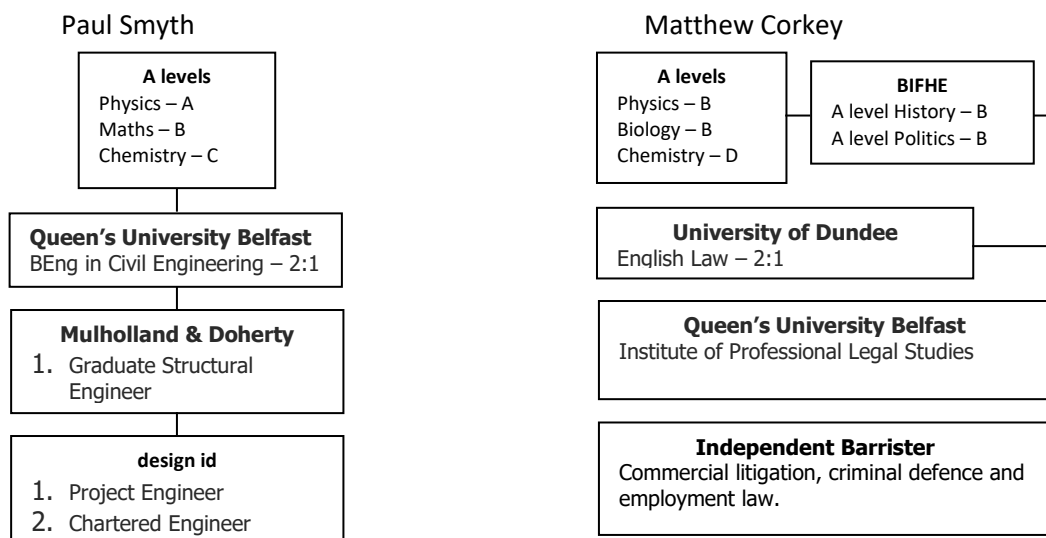 Paul Smyth
A levels
Physics – A
Maths – B
Chemistry – C
Queen's University Belfast
BEng in Civil Engineering – 2:1
Mulholland & Doherty
1. Graduate Structural
Engineer
design id
1. Project Engineer
2. Chartered Engineer
Matthew Corkey
A levels
Physics – B
Biology – B
Chemistry – D
BIFHE
A level History – B
A level Politics – B
University of Dundee
English Law – 2:1
Queen's University Belfast
Institute of Professional Legal Studies
Independent Barrister
Commercial litigation, criminal defence and
employment law.